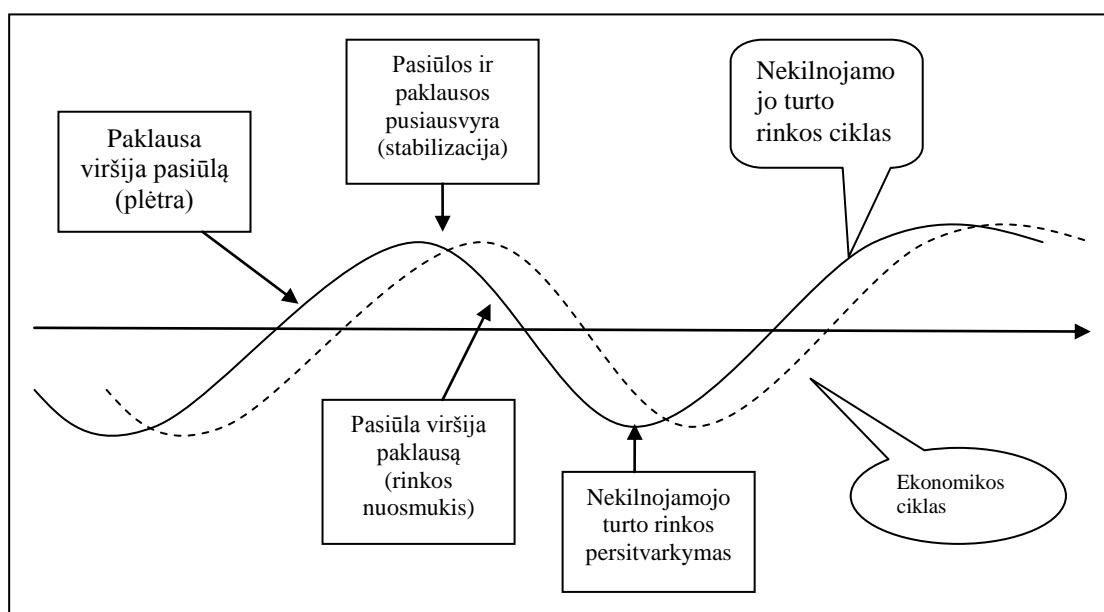 Paklausa
viršija pasiūlą
(plėtra)
Pasiūlos ir
paklausos
pusiausvyra
(stabilizacija)
Nekilnojamo
jo turto
rinkos ciklas
Pasiūla viršija
paklausą
(rinkos
nuosmukis)
Nekilnojamojo
turto rinkos
persitvarkymas
Ekonomikos
ciklas